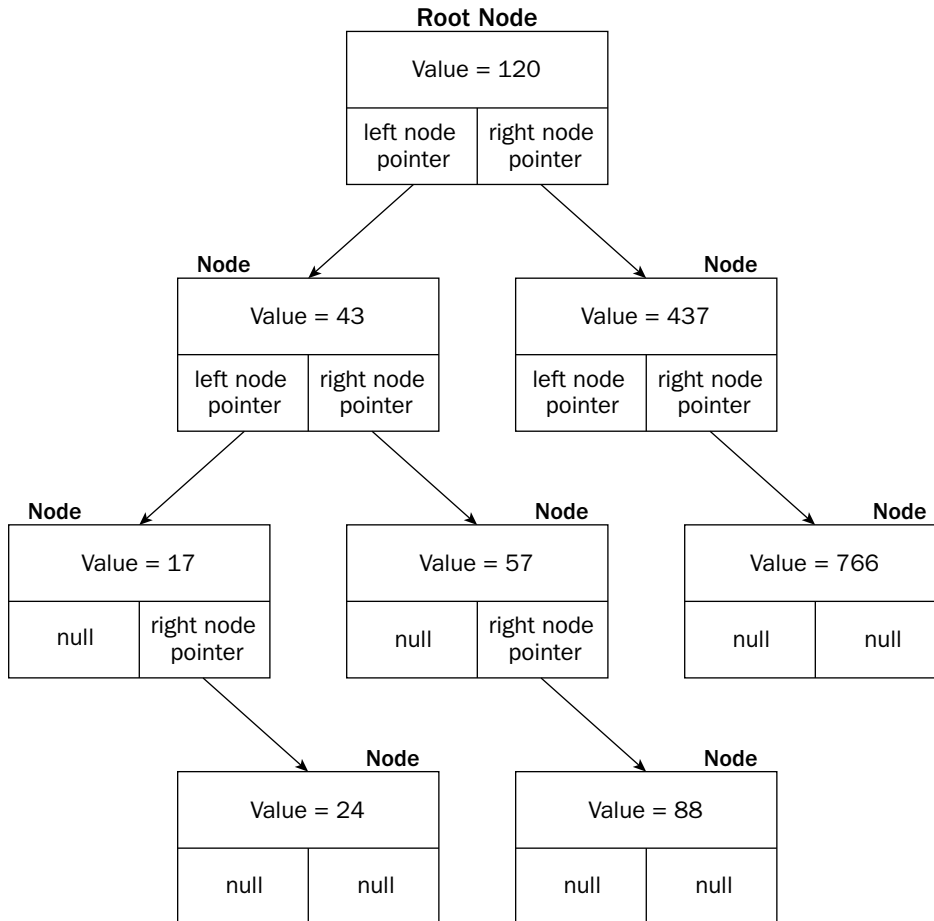 Root Node
Value = 120
left node
pointer
right node
pointer
Node
Value = 43
left node
pointer
right node
pointer
Node
Value = 437
left node
pointer
right node
pointer
Node
Value = 17
null
right node
pointer
Node
Value = 57
null
right node
pointer
Node
Value = 766
null
null
Node
Value = 24
null
null
Node
Value = 88
null
null